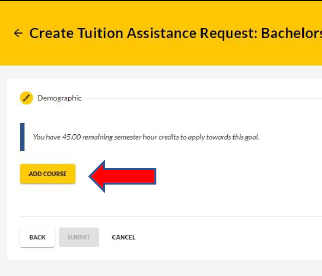 ← Create Tuition Assistance Request: Bachelors
Demographic
You have 45.00 remaining semester hour credits to apply towards this goal.
ADD COURSE
BACK SUBMIT CANCEL